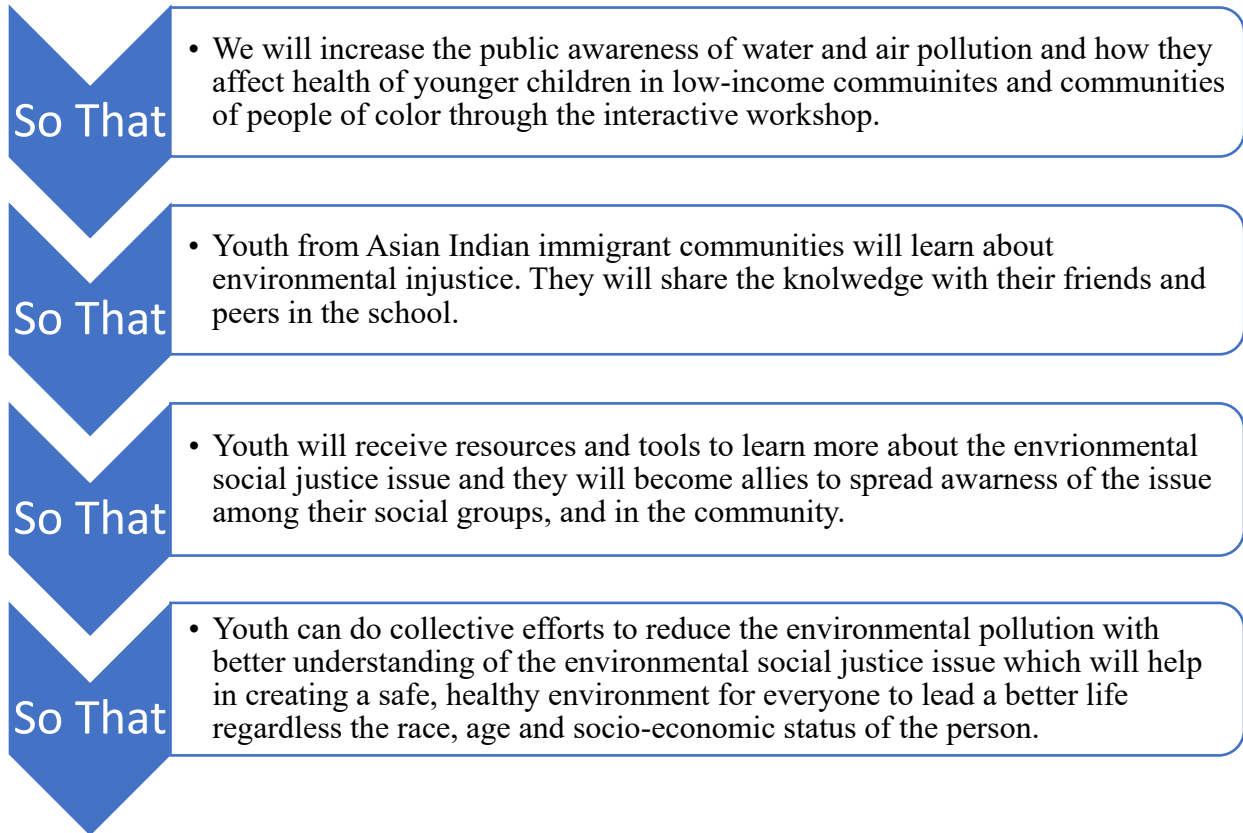 So That
• We will increase the public awareness of water and air pollution and how they
affect health of younger children in low-income commuinites and communities
of people of color through the interactive workshop.
So That
• Youth from Asian Indian immigrant communities will learn about
environmental injustice. They will share the knolwedge with their friends and
peers in the school.
So That
• Youth will receive resources and tools to learn more about the envrionmental
social justice issue and they will become allies to spread awarness of the issue
among their social groups, and in the community.
So That
• Youth can do collective efforts to reduce the environmental pollution with
better understanding of the environmental social justice issue which will help
in creating a safe, healthy environment for everyone to lead a better life
regardless the race, age and socio-economic status of the person.